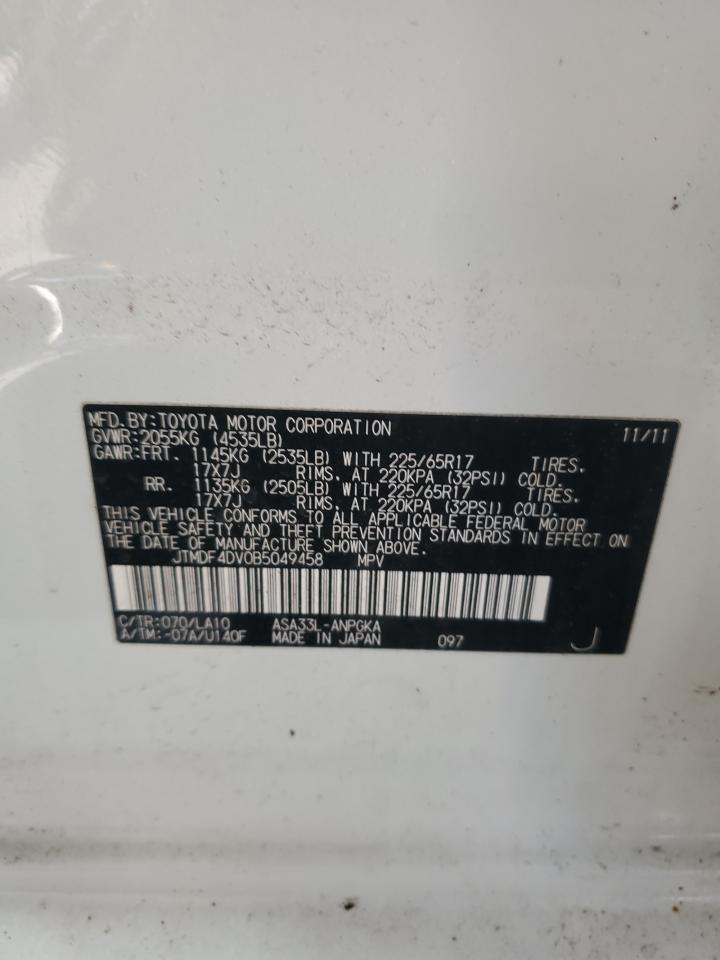 MFD.BY:TOYOTA MOTOR CORPORATION 11/11
GVWR:2055KG (4535LB)
GAWR:FRT. 1145KG (2535LB) WITH 225/65R17 TIRES,
17X7J RIMS, AT 220KPA (32PSI) COLD.
RR. 1135KG (2505LB) WITH 225/65R17 TIRES,
17X7J RIMS, AT 220KPA (32PSI) COLD.
THIS VEHICLE CONFORMS TO ALL APPLICABLE FEDERAL MOTOR
VEHICLE SAFETY AND THEFT PREVENTION STANDARDS IN EFFECT ON
THE DATE OF MANUFACTURE SHOWN ABOVE.
JTMDF4DV0B5049458 MPV
C/TR:070/LA10 ASA33L-ANPGKA
A/TM:-07A/U140F MADE IN JAPAN 097 J